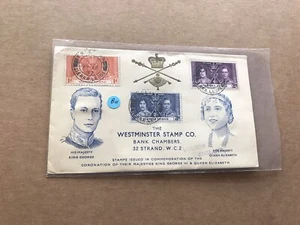 THE
WESTMINSTER STAMP CO.
BANK CHAMBERS
32 STRAND, W.C.2
HIS MAJESTY
KING GEORGE
HER MAJESTY
QUEEN ELIZABETH
STAMPS ISSUED IN COMMEMORATION OF THE
CORONATION OF THEIR MAJESTIES KING GEORGE VI & QUEEN ELIZABETH